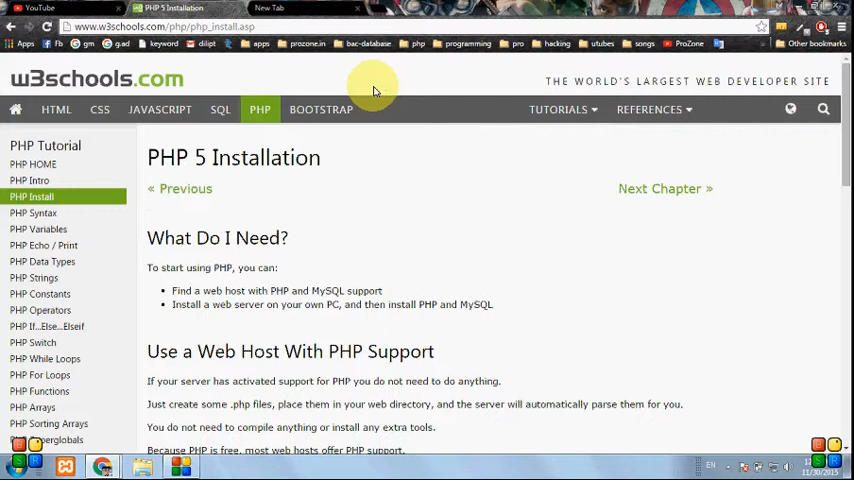 YouTube
PHP 5 Installation
New Tab
www.w3schools.com/php/php_install.asp
Apps
Fb
gm
g.ad
keyword
dilipt
apps
prozone.in
bac-database
php
programming
pro
hacking
utubes
songs
ProZone
Other bookmarks
w3schools.com
THE WORLD'S LARGEST WEB DEVELOPER SITE
HTML
CSS
JAVASCRIPT
SQL
PHP
BOOTSTRAP
TUTORIALS
REFERENCES
PHP Tutorial
PHP HOME
PHP Intro
PHP Install
PHP Syntax
PHP Variables
PHP Echo / Print
PHP Data Types
PHP Strings
PHP Constants
PHP Operators
PHP If...Else...Elseif
PHP Switch
PHP While Loops
PHP For Loops
PHP Functions
PHP Arrays
PHP Sorting Arrays
PHP 5 Installation
« Previous
Next Chapter »
What Do I Need?
To start using PHP, you can:
Find a web host with PHP and MySQL support
Install a web server on your own PC, and then install PHP and MySQL
Use a Web Host With PHP Support
If your server has activated support for PHP you do not need to do anything.
Just create some .php files, place them in your web directory, and the server will automatically parse them for you.
You do not need to compile anything or install any extra tools.
Because PHP is free, most web hosts offer PHP support.
EN
11/30/2015